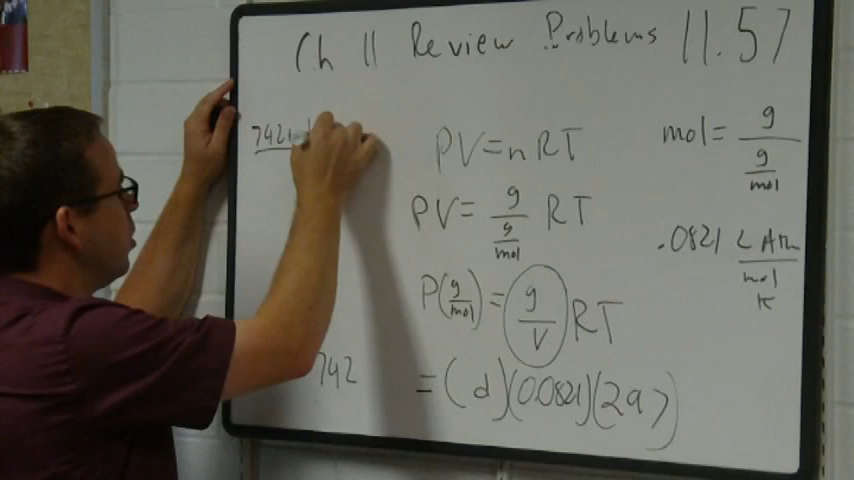 Ch 11 Review Problems 11.57
742
PV=nRT
mol= g / g/mol
PV= g / g/mol RT
.0821 L Atm / mol K
P(g/mol)=(g/V)RT
742
=(d)(0.0821)(297)